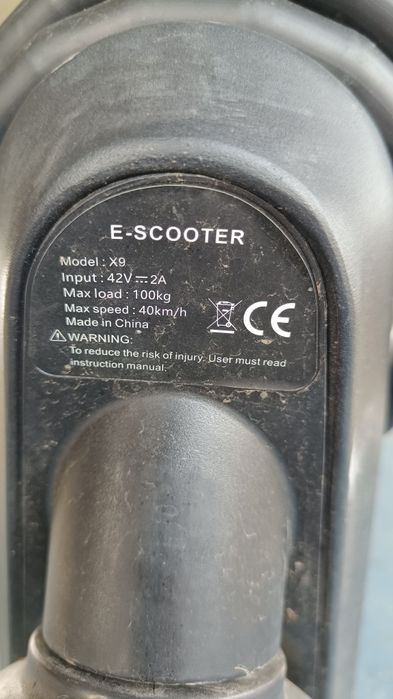 E-SCOOTER
Model : X9
Input : 42V⎓2A
Max load : 100kg
Max speed : 40km/h
Made in China
CE
⚠WARNING:
To reduce the risk of injury. User must read
instruction manual.